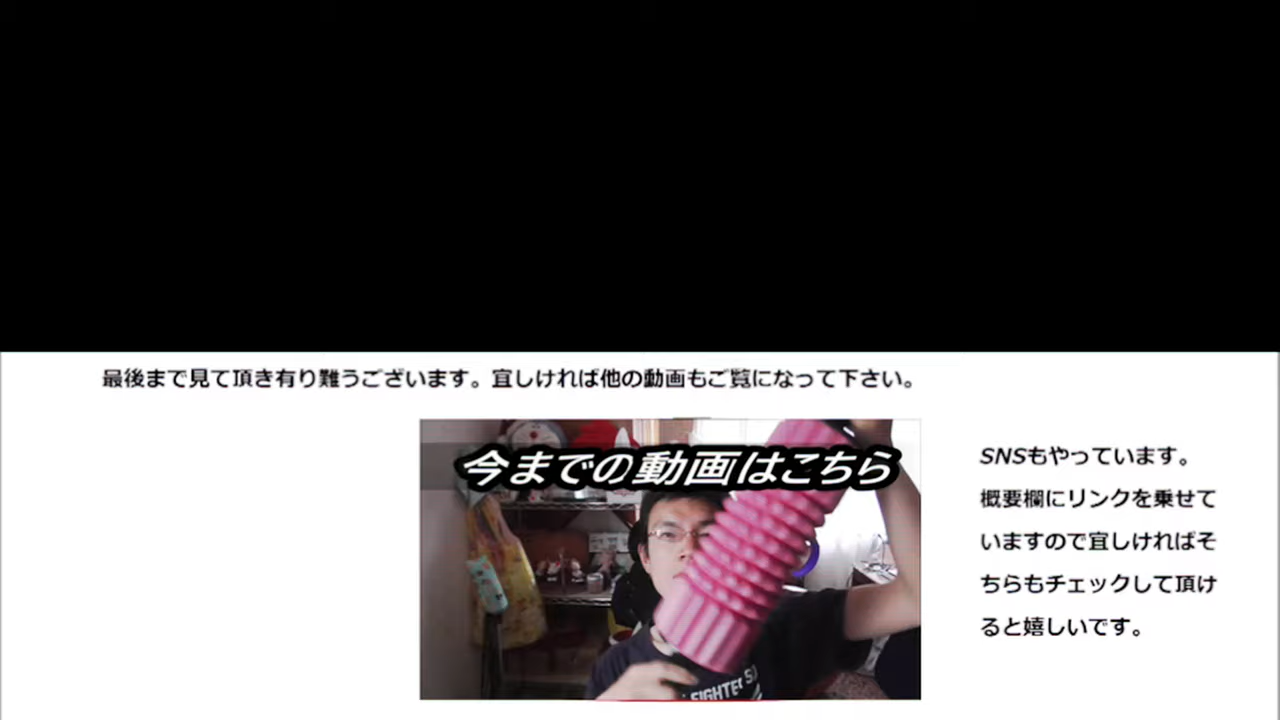 最後まで見て頂き有り難うございます。宜しければ他の動画もご覧になって下さい。
今までの動画はこちら
SNSもやっています。
概要欄にリンクを乗せて
いますので宜しければそ
ちらもチェックして頂け
ると嬉しいです。
FIGHTE